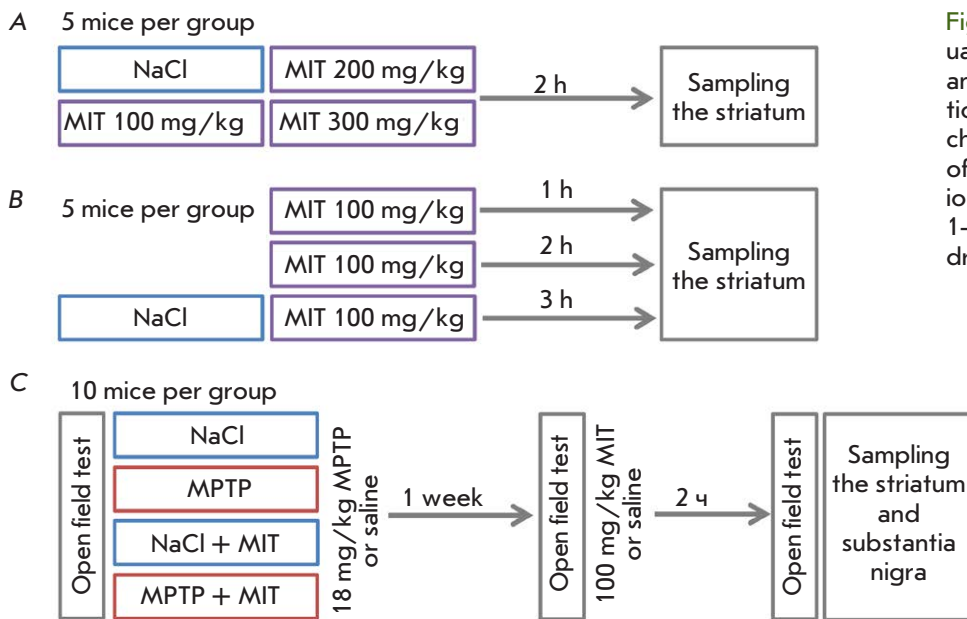 A 5 mice per group
NaCl
MIT 200 mg/kg
MIT 100 mg/kg
MIT 300 mg/kg
2 h
Sampling
the striatum
B 5 mice per group
MIT 100 mg/kg
1 h
MIT 100 mg/kg
2 h
NaCl
MIT 100 mg/kg
3 h
Sampling
the striatum
C 10 mice per group
Open field test
NaCl
MPTP
NaCl + MIT
MPTP + MIT
18 mg/kg MPTP
or saline
1 week
Open field test
100 mg/kg MIT
or saline
2 ч
Open field test
Sampling
the striatum
and
substantia
nigra